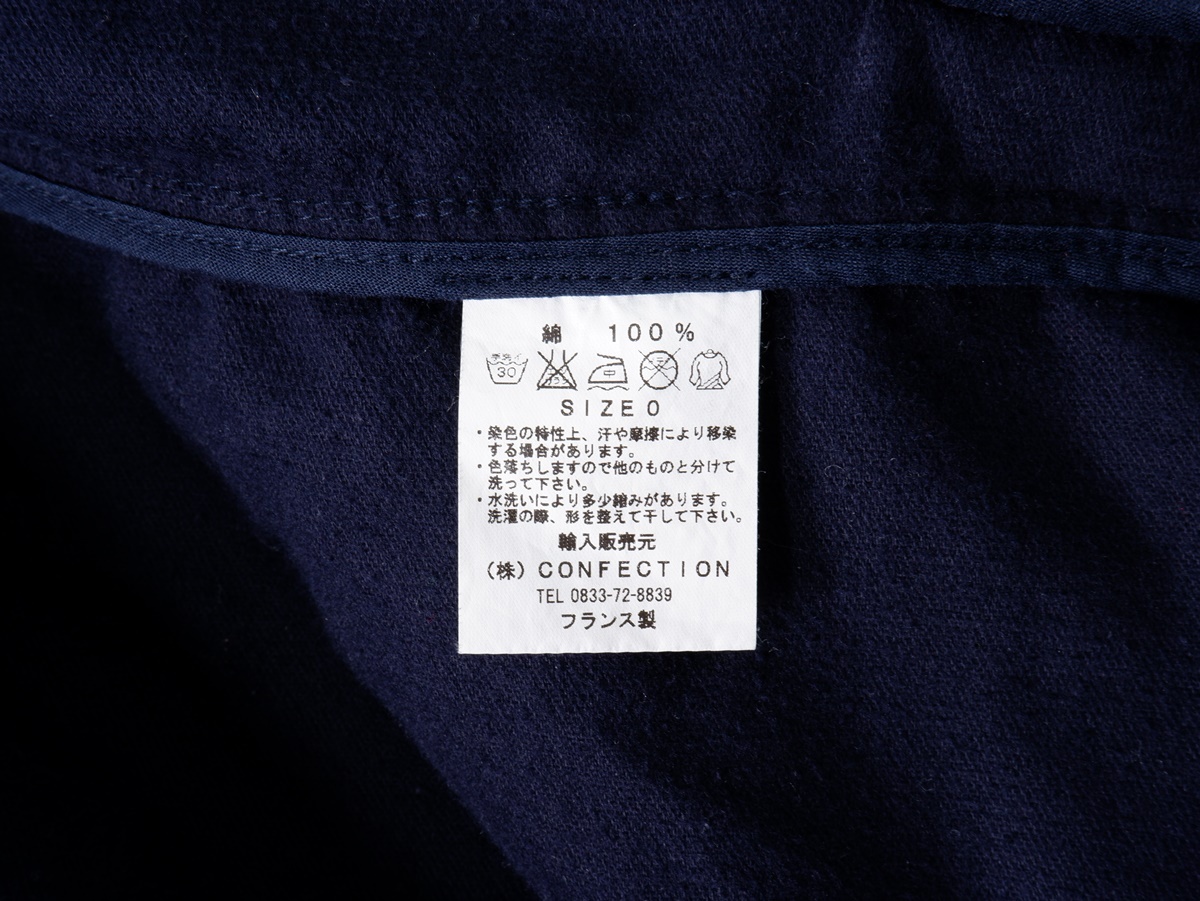 綿 100%
手洗イ
30
SIZE 0
・染色の特性上、汗や摩擦により移染
する場合があります。
・色落ちしますので他のものと分けて
洗って下さい。
・水洗いにより多少縮みがあります。
洗濯の際、形を整えて干して下さい。
輸入販売元
(株)CONFECTION
TEL 0833-72-8839
フランス製